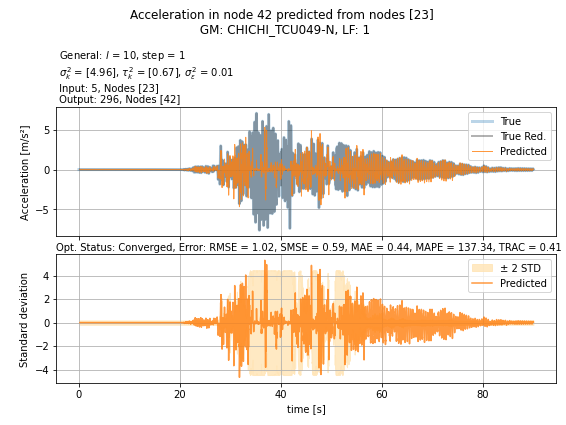 Acceleration in node 42 predicted from nodes [23]
GM: CHICHI_TCU049-N, LF: 1
General: l = 10, step = 1
σ²ₖ = [4.96], τ²ₖ = [0.67], σ²ε = 0.01
Input: 5, Nodes [23]
Output: 296, Nodes [42]
Acceleration [m/s²]
5
0
−5
True
True Red.
Predicted
Opt. Status: Converged, Error: RMSE = 1.02, SMSE = 0.59, MAE = 0.44, MAPE = 137.34, TRAC = 0.41
Standard deviation
4
2
0
−2
−4
± 2 STD
Predicted
0 20 40 60 80
time [s]